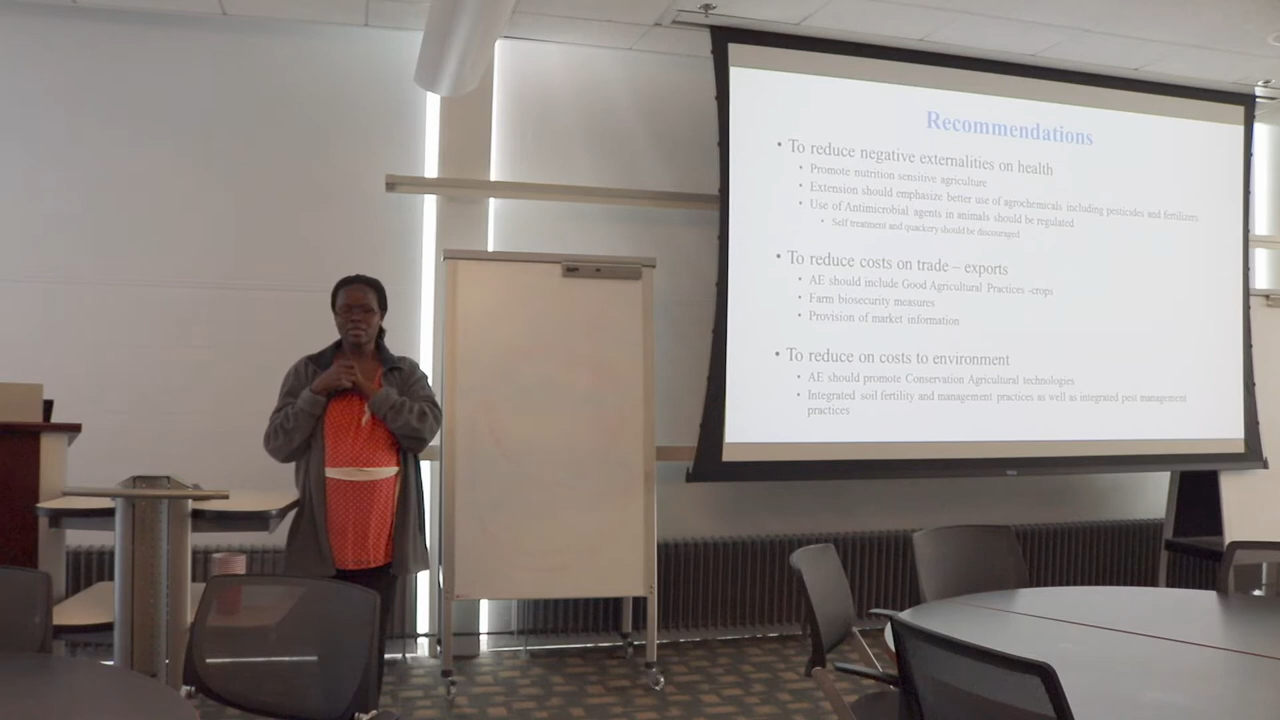 Recommendations
• To reduce negative externalities on health
• Promote nutrition sensitive agriculture
• Extension should emphasize better use of agrochemicals including pesticides and fertilizers
• Use of Antimicrobial agents in animals should be regulated
• Self treatment and quackery should be discouraged
• To reduce costs on trade – exports
• AE should include Good Agricultural Practices -crops
• Farm biosecurity measures
• Provision of market information
• To reduce on costs to environment
• AE should promote Conservation Agricultural technologies
• Integrated soil fertility and management practices as well as integrated pest management
practices